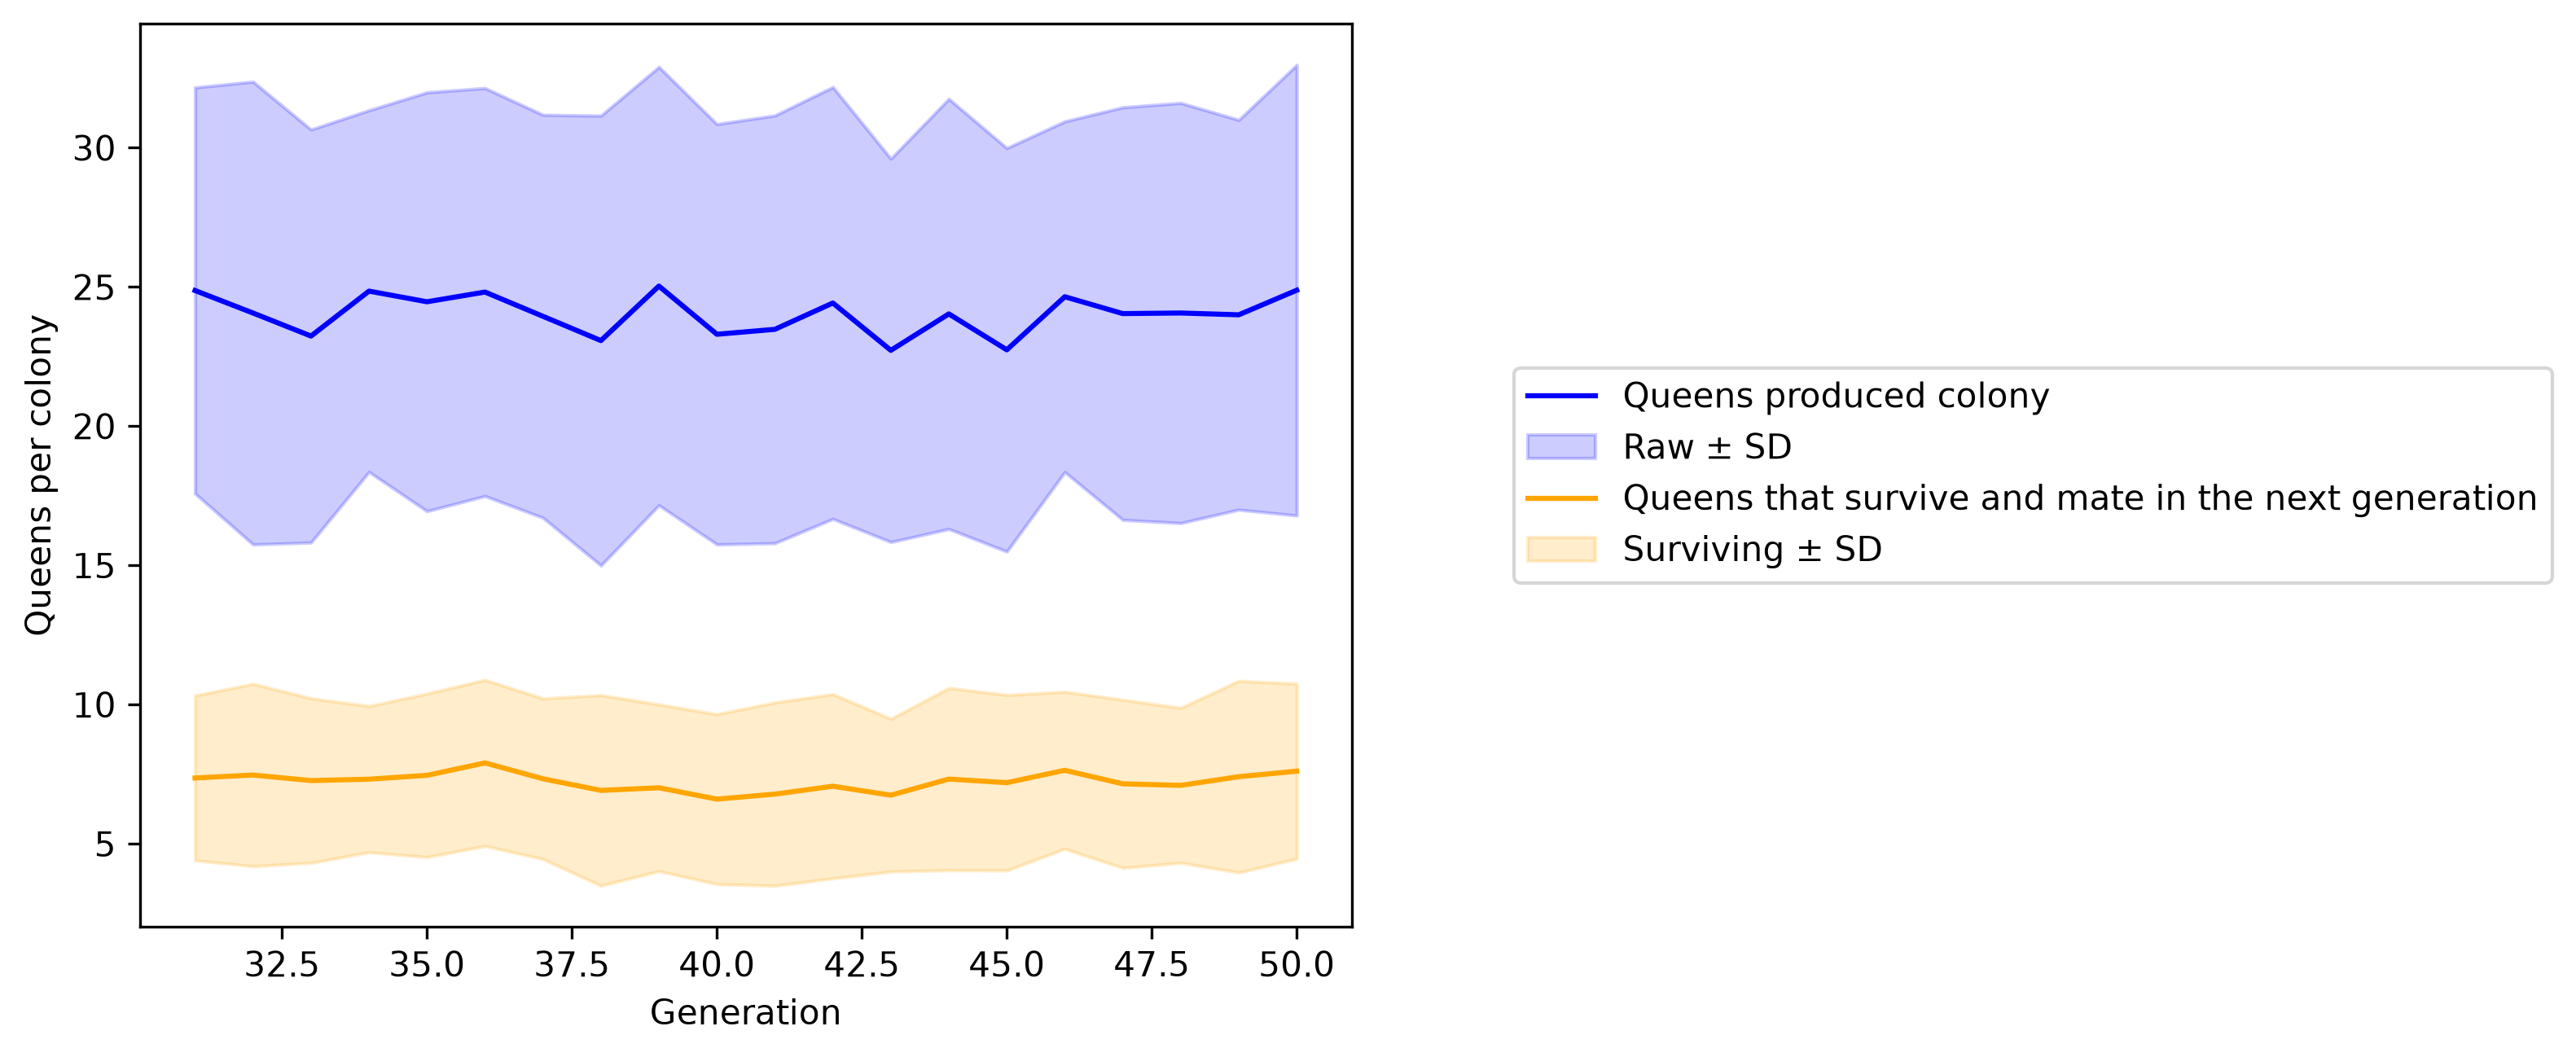 30
25
20
15
10
5
Queens per colony
32.5 35.0 37.5 40.0 42.5 45.0 47.5 50.0
Generation
Queens produced colony
Raw ± SD
Queens that survive and mate in the next generation
Surviving ± SD